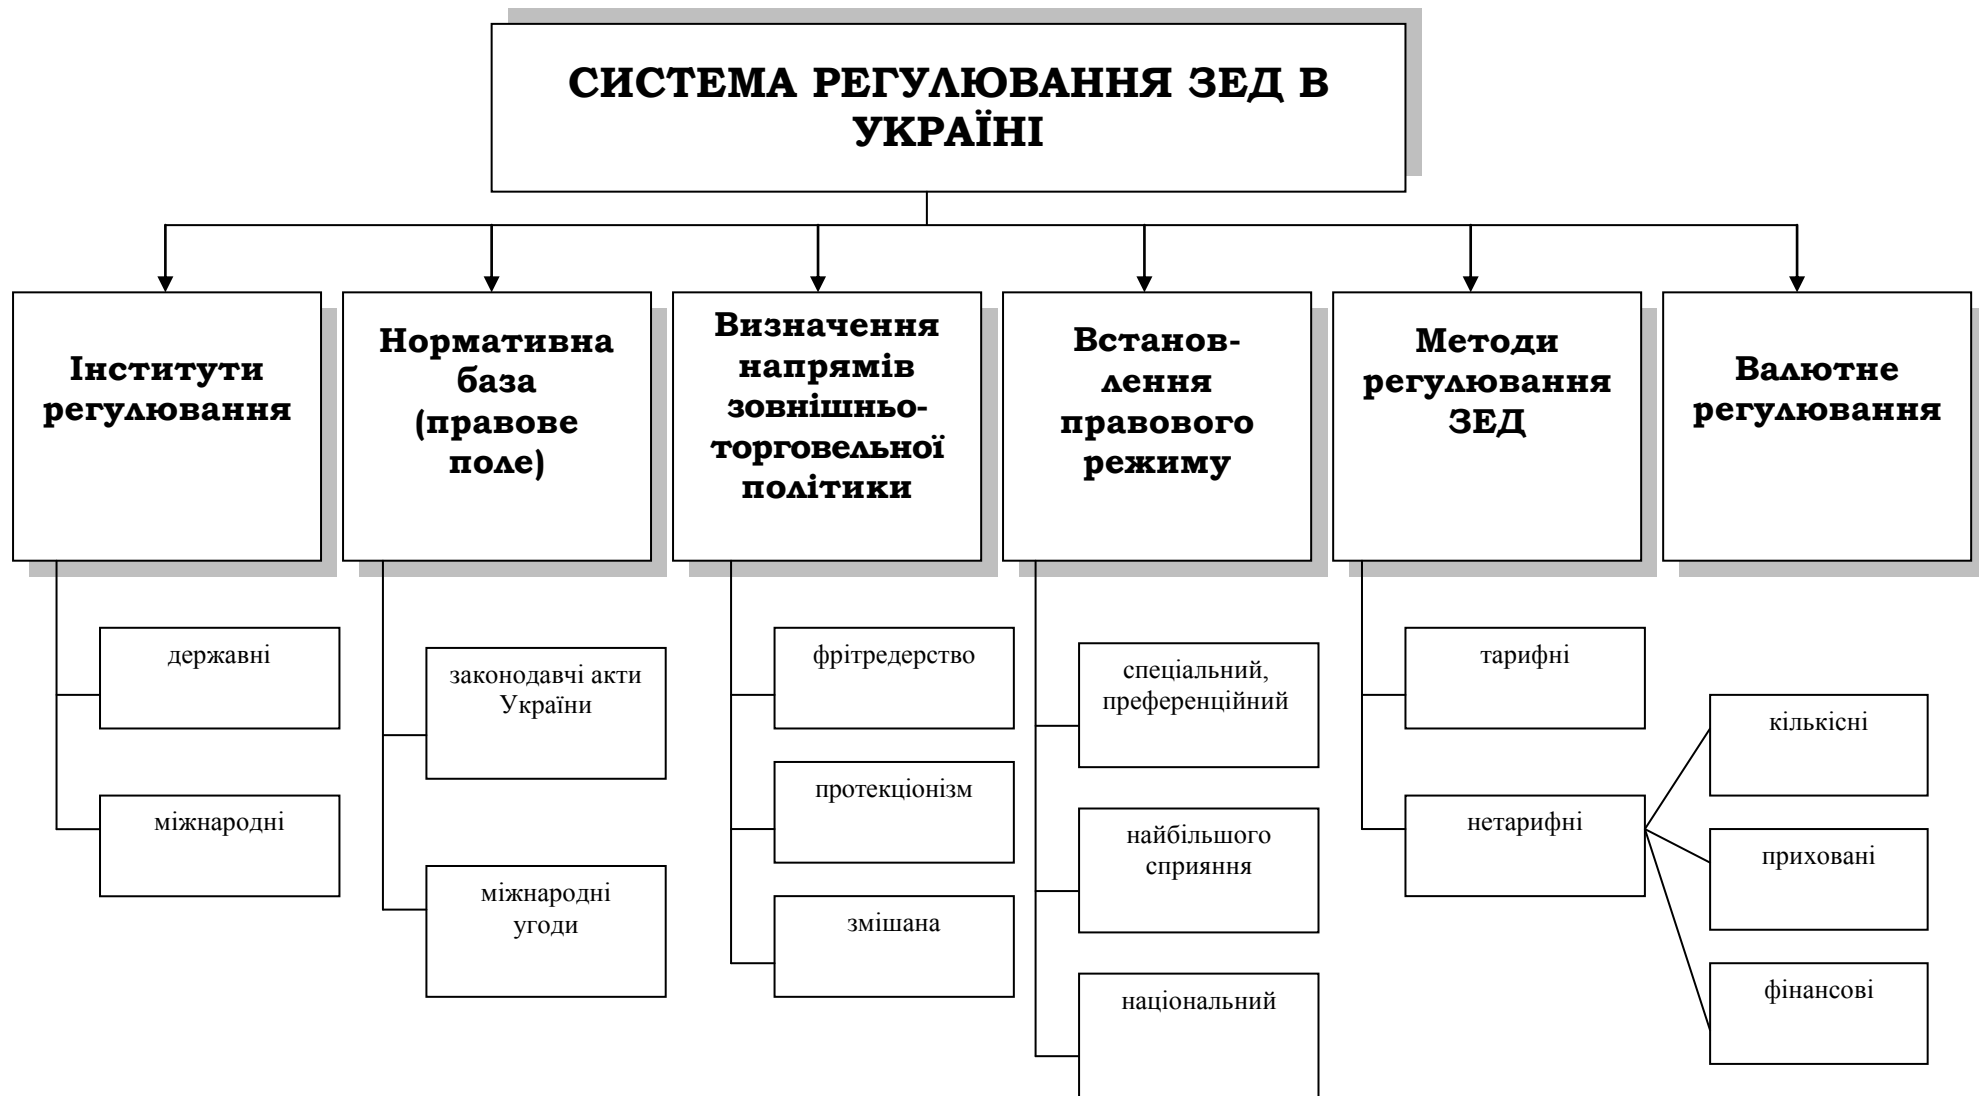 СИСТЕМА РЕГУЛЮВАННЯ ЗЕД В
УКРАЇНІ
Інститути
регулювання
Нормативна
база
(правове
поле)
Визначення
напрямів
зовнішньо-
торговельної
політики
Встанов-
лення
правового
режиму
Методи
регулювання
ЗЕД
Валютне
регулювання
державні
міжнародні
законодавчі акти
України
міжнародні
угоди
фрітредерство
протекціонізм
змішана
спеціальний,
преференційний
найбільшого
сприяння
національний
тарифні
нетарифні
кількісні
приховані
фінансові